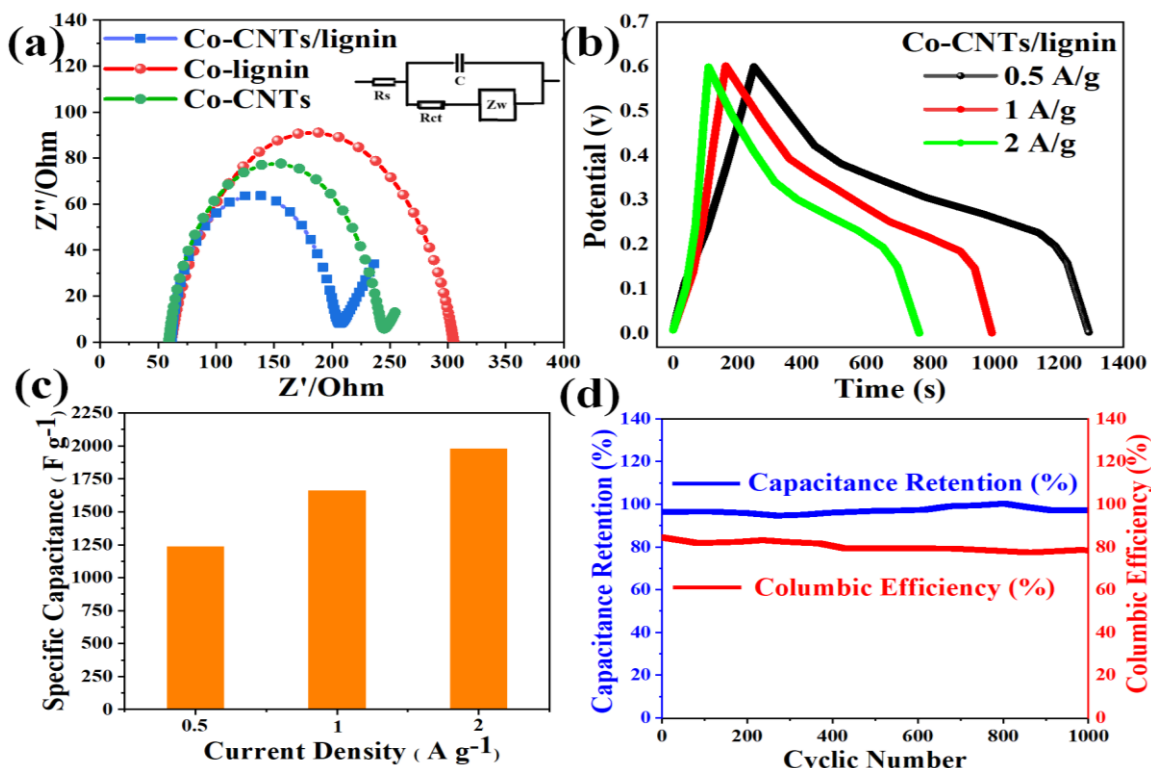 (a)
140
120
100
80
60
40
20
0
Z''/Ohm
Co-CNTs/lignin
Co-lignin
Co-CNTs
Rs
C
Rct
Zw
0 50 100 150 200 250 300 350 400
Z'/Ohm
(b)
0.7
0.6
0.5
0.4
0.3
0.2
0.1
0.0
Potential (v)
Co-CNTs/lignin
0.5 A/g
1 A/g
2 A/g
0 200 400 600 800 1000 1200 1400
Time (s)
(c)
2250
2000
1750
1500
1250
1000
750
500
250
0
Specific Capacitance ( F g-1)
0.5 1 2
Current Density ( A g-1)
(d)
140
120
100
80
60
40
20
0
Capacitance Retention (%)
Capacitance Retention (%)
Columbic Efficiency (%)
140
120
100
80
60
40
20
0
Columbic Efficiency (%)
0 200 400 600 800 1000
Cyclic Number